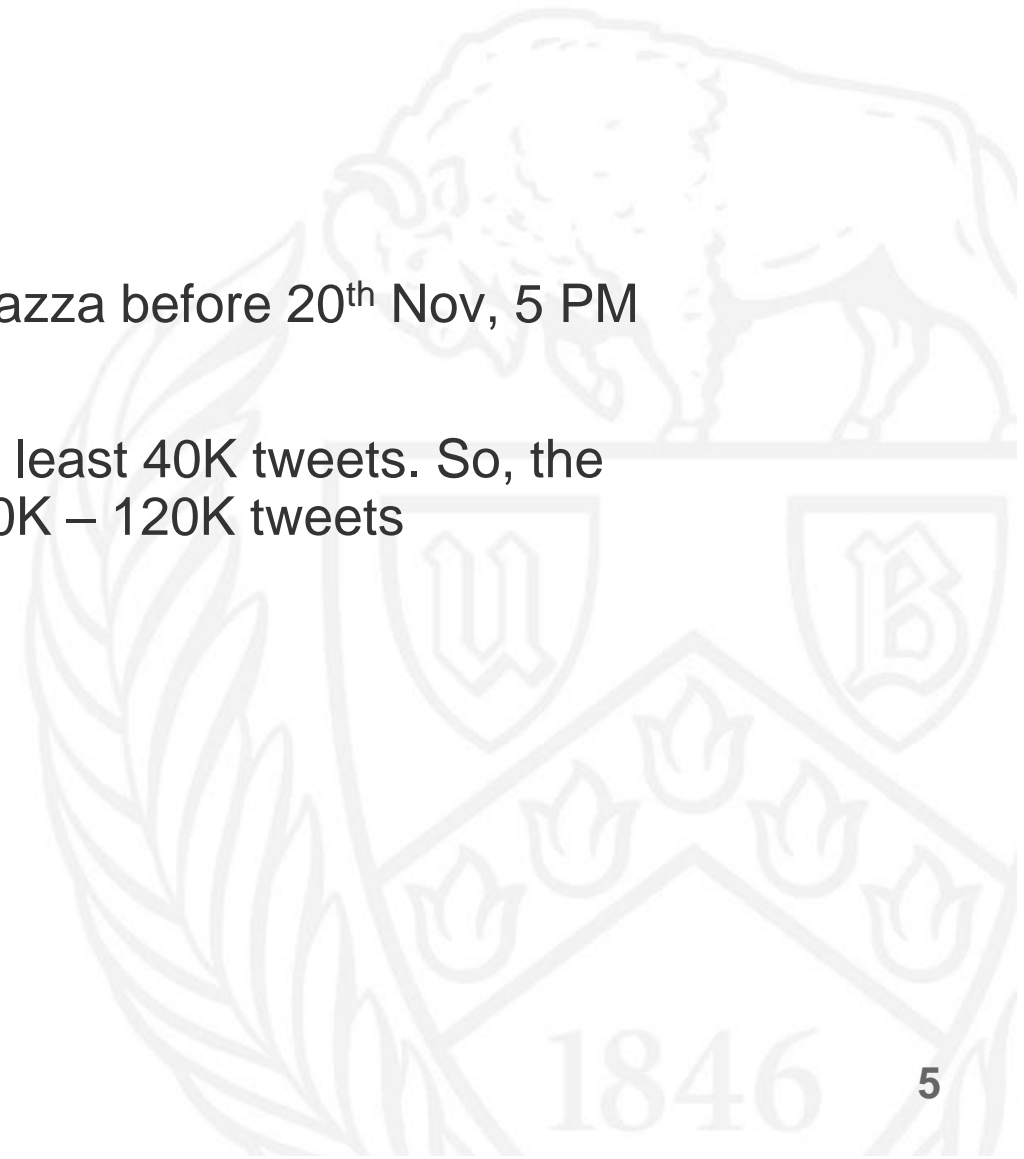 azza before 20th Nov, 5 PM
least 40K tweets. So, the
0K – 120K tweets
U B
1846
5